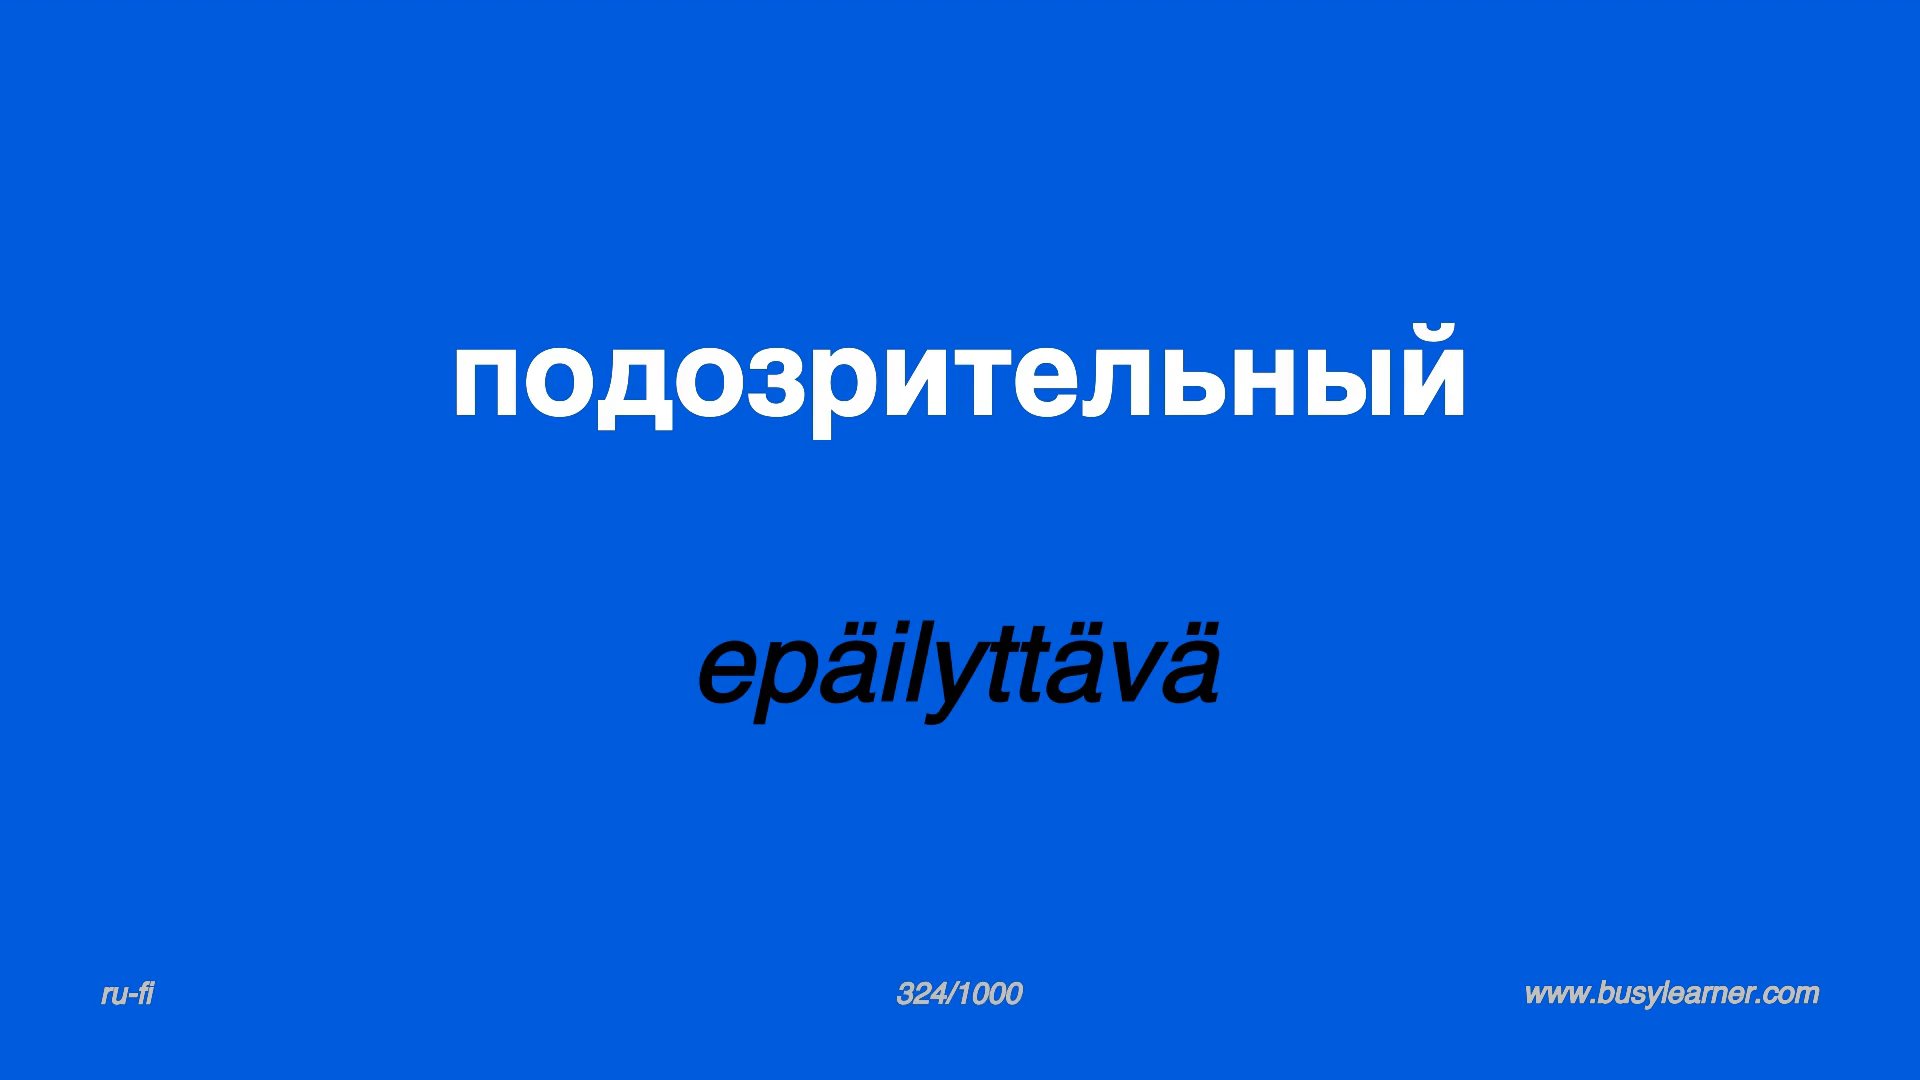 подозрительный
epäilyttävä
ru-fi
324/1000
www.busylearner.com